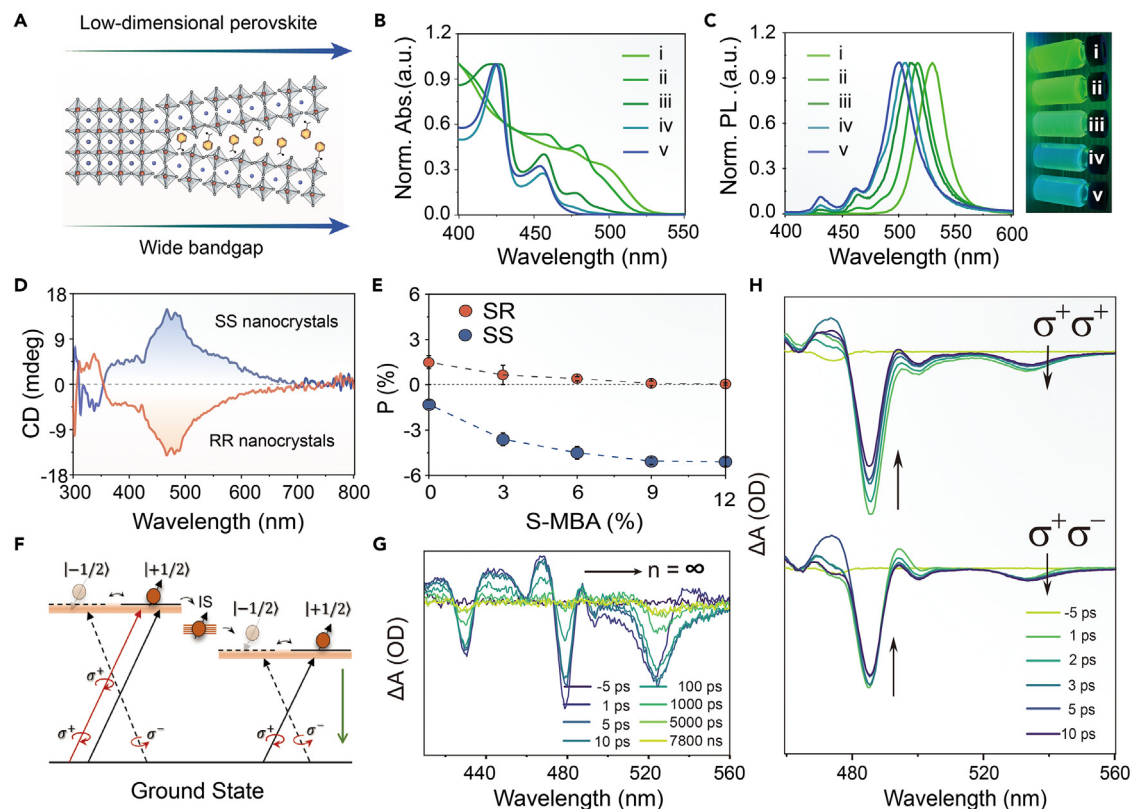 A
Low-dimensional perovskite
Wide bandgap
B
Norm. Abs.(a.u.)
1.2
0.9
0.6
0.3
0.0
i
ii
iii
iv
v
400 450 500 550
Wavelength (nm)
C
Norm. PL .(a.u.)
1.2
0.9
0.6
0.3
0.0
i
ii
iii
iv
v
400 450 500 550 600
Wavelength (nm)
i
ii
iii
iv
v
D
CD (mdeg)
18
9
0
-9
-18
SS nanocrystals
RR nanocrystals
300 400 500 600 700 800
Wavelength (nm)
E
P (%)
6
3
0
-3
-6
SR
SS
0 3 6 9 12
S-MBA (%)
F
|−1/2⟩ |+1/2⟩
IS
|−1/2⟩ |+1/2⟩
σ+
σ+ σ− σ+ σ−
Ground State
G
ΔA (OD)
n = ∞
-5 ps 100 ps
1 ps 1000 ps
5 ps 5000 ps
10 ps 7800 ns
440 480 520 560
Wavelength (nm)
H
ΔA (OD)
σ+ σ+
σ+ σ−
-5 ps
1 ps
2 ps
3 ps
5 ps
10 ps
480 520 560
Wavelength (nm)